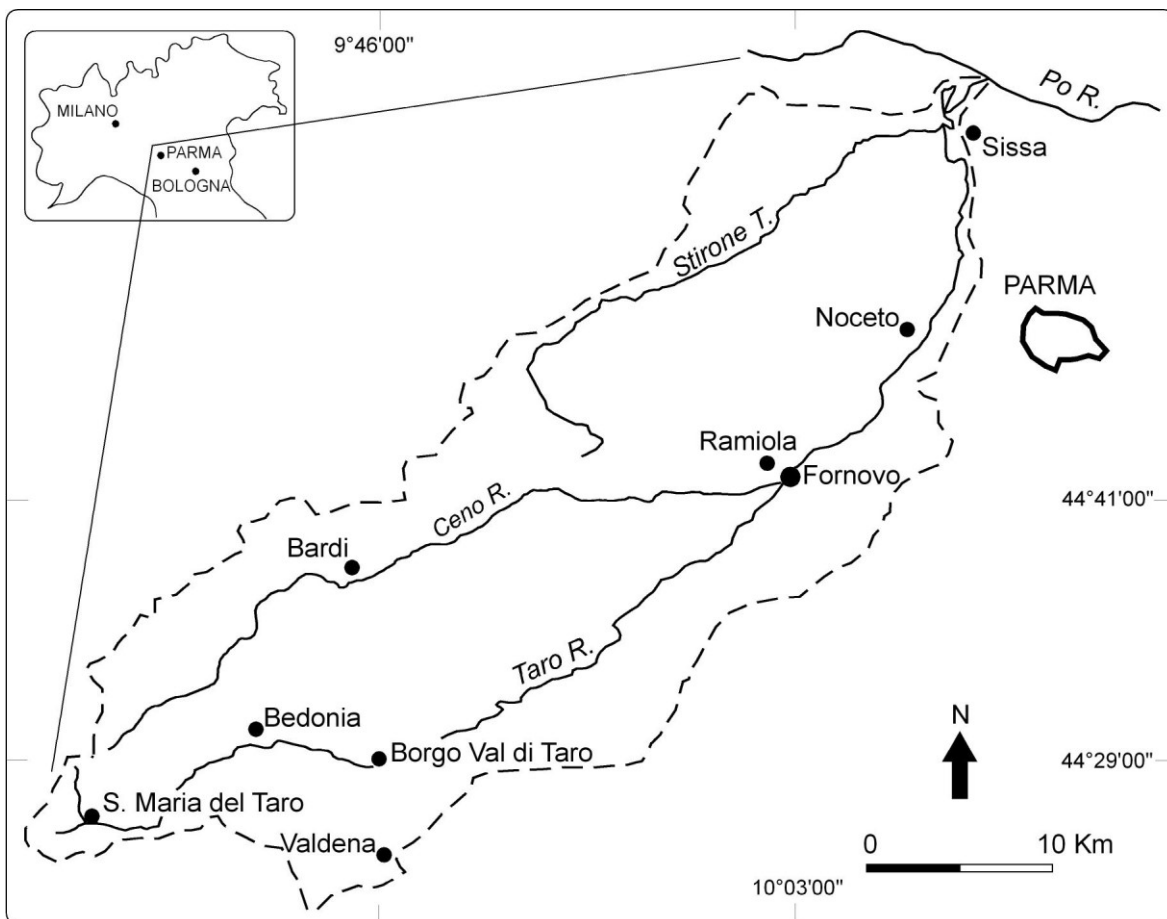 9°46'00"
MILANO
PARMA
BOLOGNA
Po R.
Sissa
Stirone T.
PARMA
Noceto
Ramiola
Fornovo
44°41'00"
Ceno R.
Bardi
Taro R.
Bedonia
Borgo Val di Taro
N
44°29'00"
S. Maria del Taro
Valdena
0 10 Km
10°03'00"